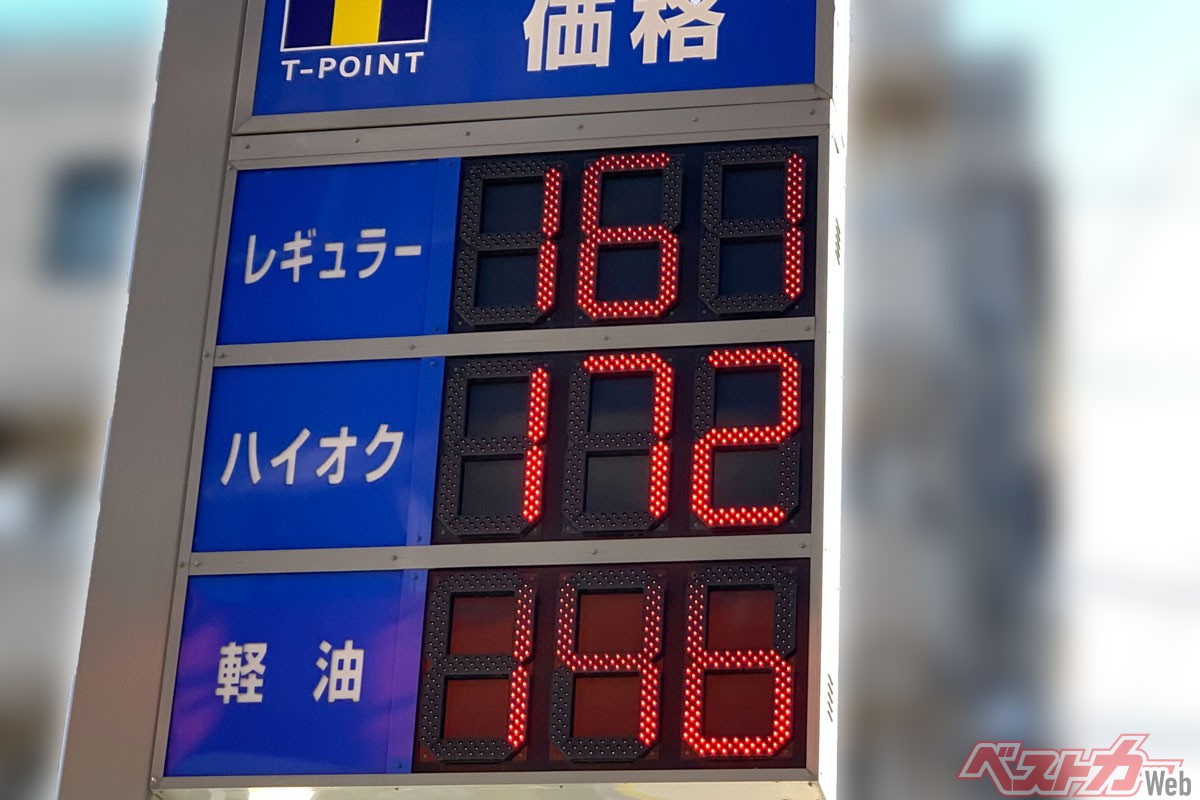 T-POINT
価格
レギュラー 161
ハイオク 172
軽油 146
ベストカーWeb